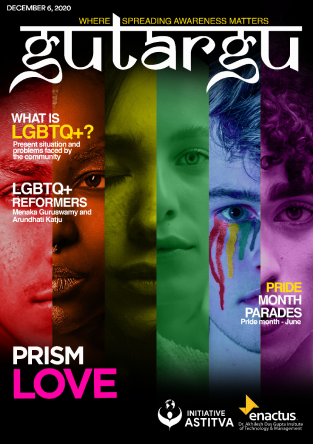 DECEMBER 6, 2020
WHERE SPREADING AWARENESS MATTERS
gutargu
WHAT IS
LGBTQ+?
Present situation and
problems faced by
the community
LGBTQ+
REFORMERS
Menaka Guruswamy and
Arundhati Katju
PRIDE
MONTH
PARADES
Pride month - June
PRISM
LOVE
INITIATIVE
ASTITVA
enactus
Dr. Akhilesh Das Gupta Institute
of Technology & Management